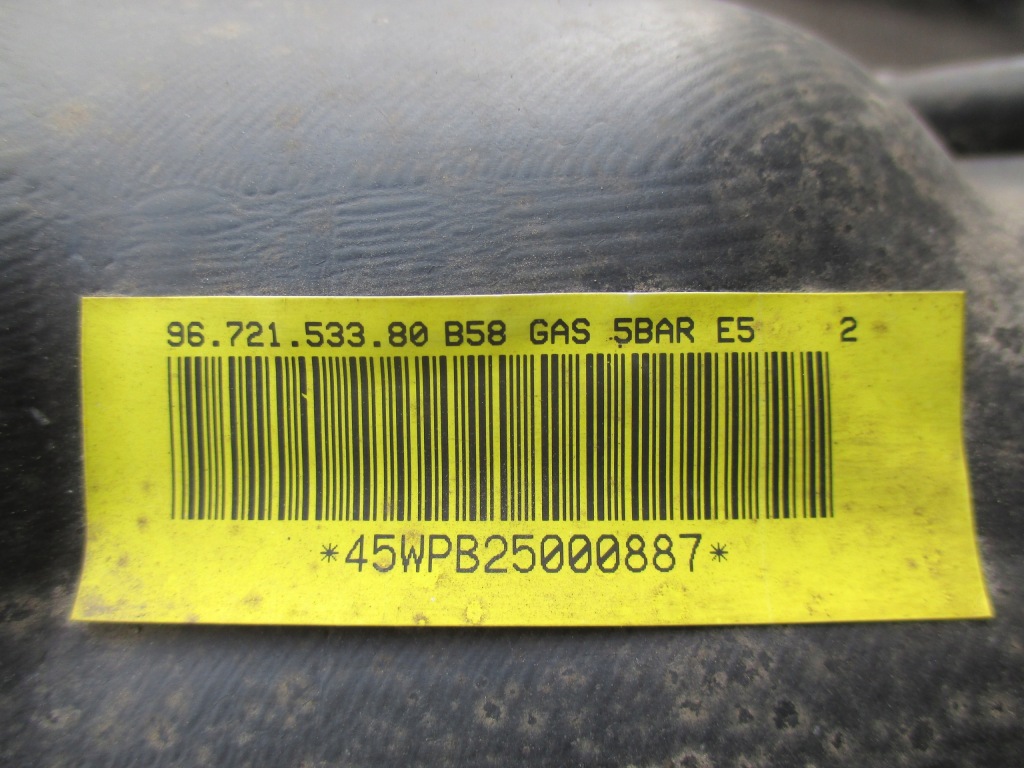 96.721.533.80 B58 GAS 5BAR E5 2
*45WPB25000887*